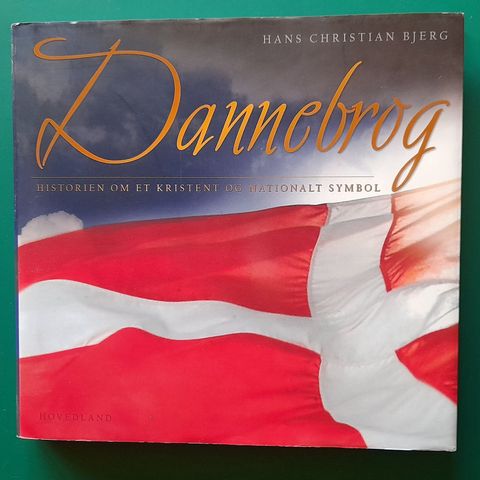 HANS CHRISTIAN BJERG
Dannebrog
HISTORIEN OM ET KRISTENT OG NATIONALT SYMBOL
HOVEDLAND